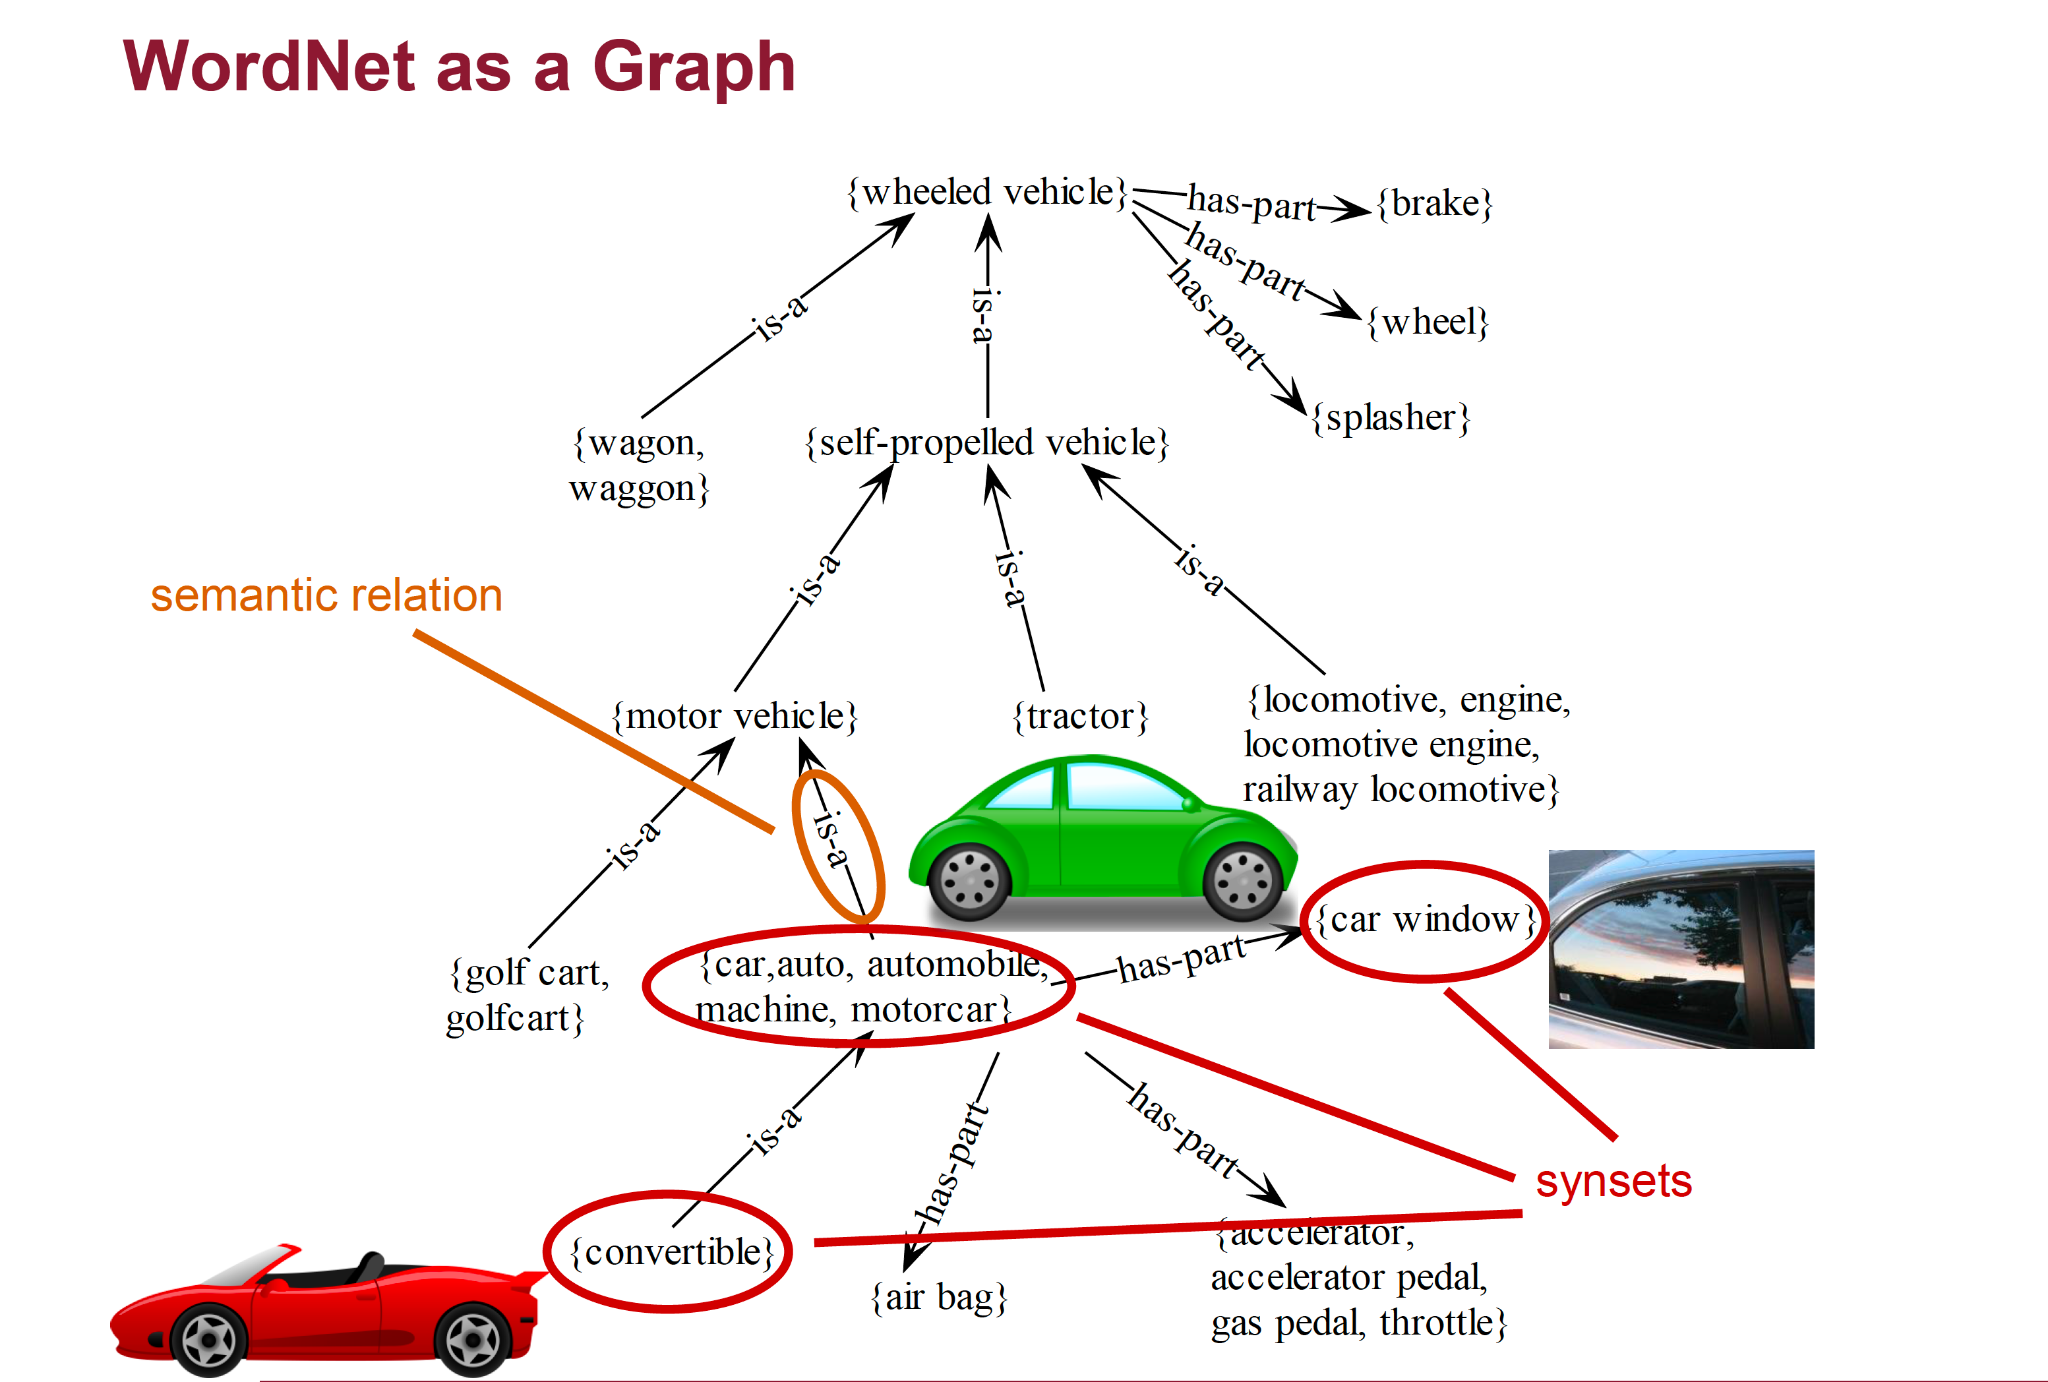 WordNet as a Graph
{wheeled vehicle}
has-part
{brake}
has-part
{wheel}
has-part
{splasher}
is-a
is-a
{wagon,
waggon}
{self-propelled vehicle}
is-a
is-a
is-a
semantic relation
{motor vehicle}
{tractor}
{locomotive, engine,
locomotive engine,
railway locomotive}
is-a
is-a
{golf cart,
golfcart}
{car,auto, automobile,
machine, motorcar}
has-part
{car window}
is-a
has-part
has-part
synsets
{convertible}
{air bag}
{accelerator,
accelerator pedal,
gas pedal, throttle}